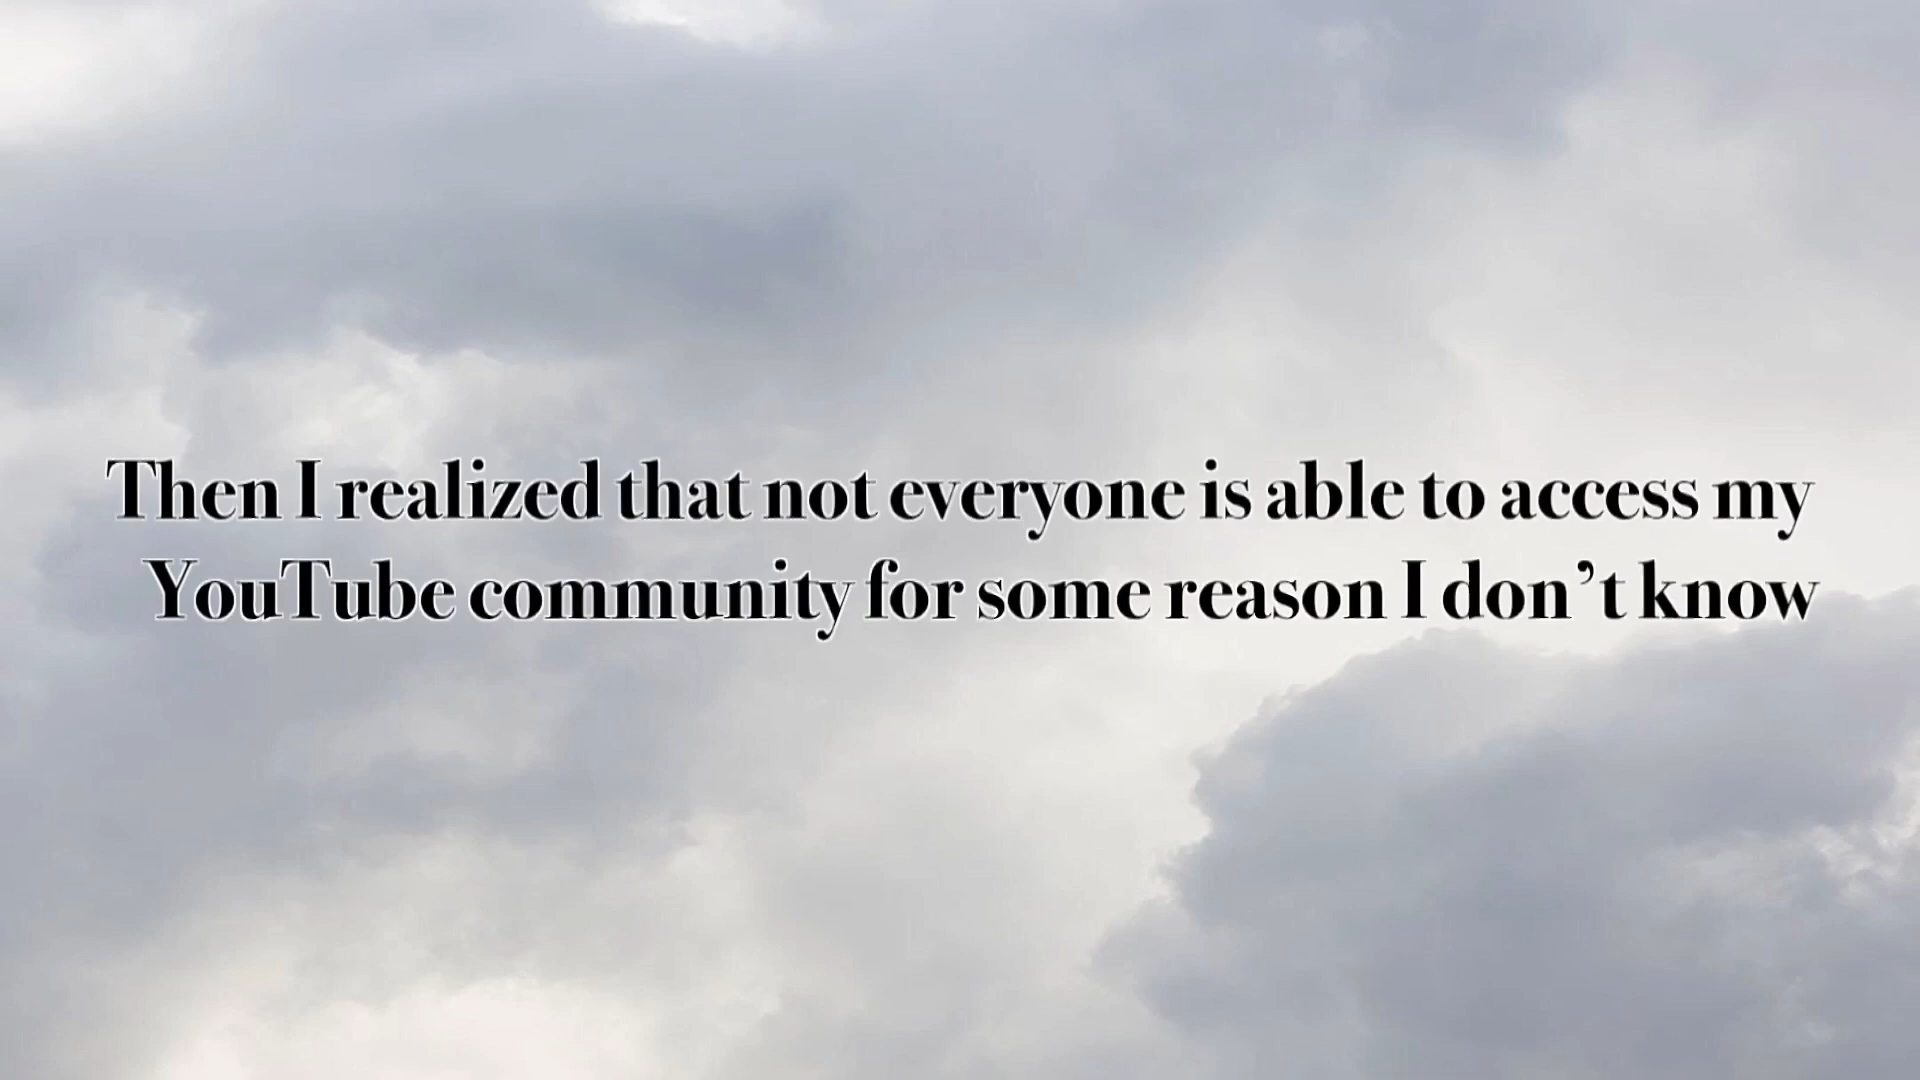 Then I realized that not everyone is able to access my
YouTube community for some reason I don’t know